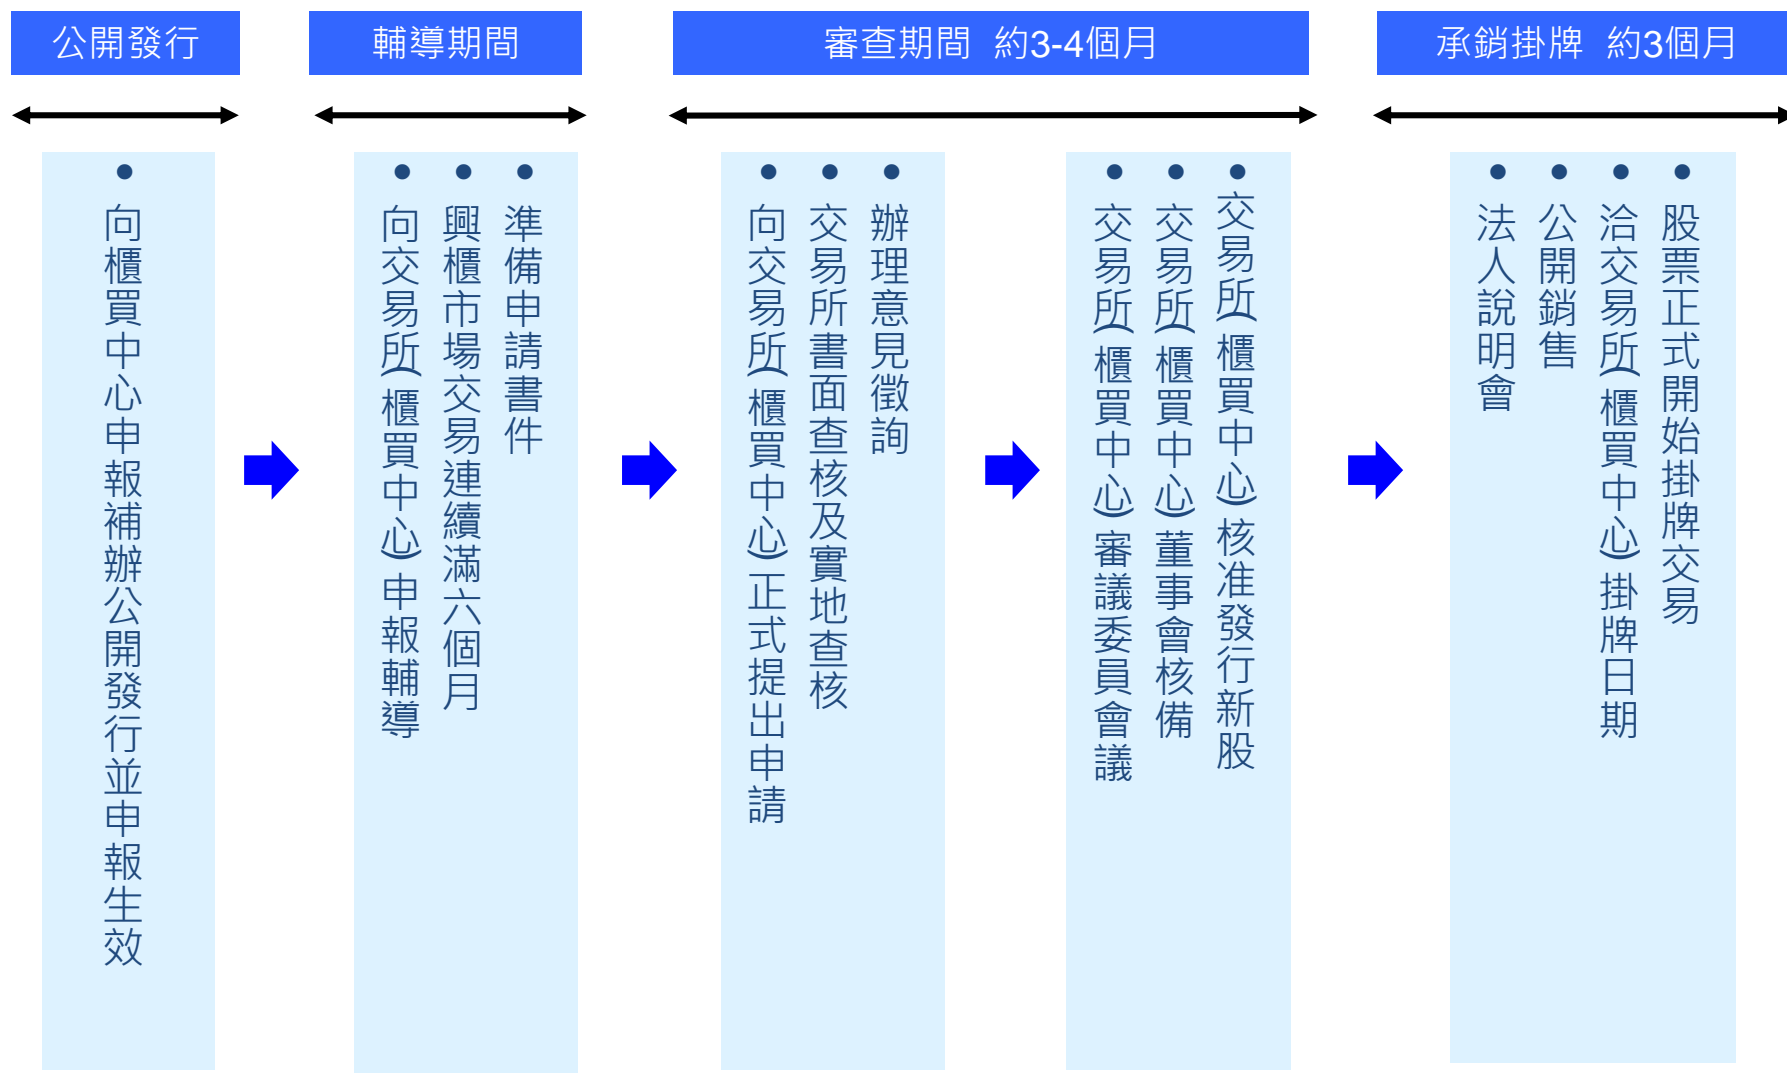 公開發行
輔導期間
審查期間 約3-4個月
承銷掛牌 約3個月
• 向櫃買中心申報補辦公開發行並申報生效
• 向交易所(櫃買中心)申報輔導
• 興櫃市場交易連續滿六個月
• 準備申請書件
• 向交易所(櫃買中心)正式提出申請
• 交易所書面查核及實地查核
• 辦理意見徵詢
• 交易所(櫃買中心)審議委員會議
• 交易所(櫃買中心)董事會核備
• 交易所(櫃買中心)核准發行新股
• 法人說明會
• 公開銷售
• 洽交易所(櫃買中心)掛牌日期
• 股票正式開始掛牌交易